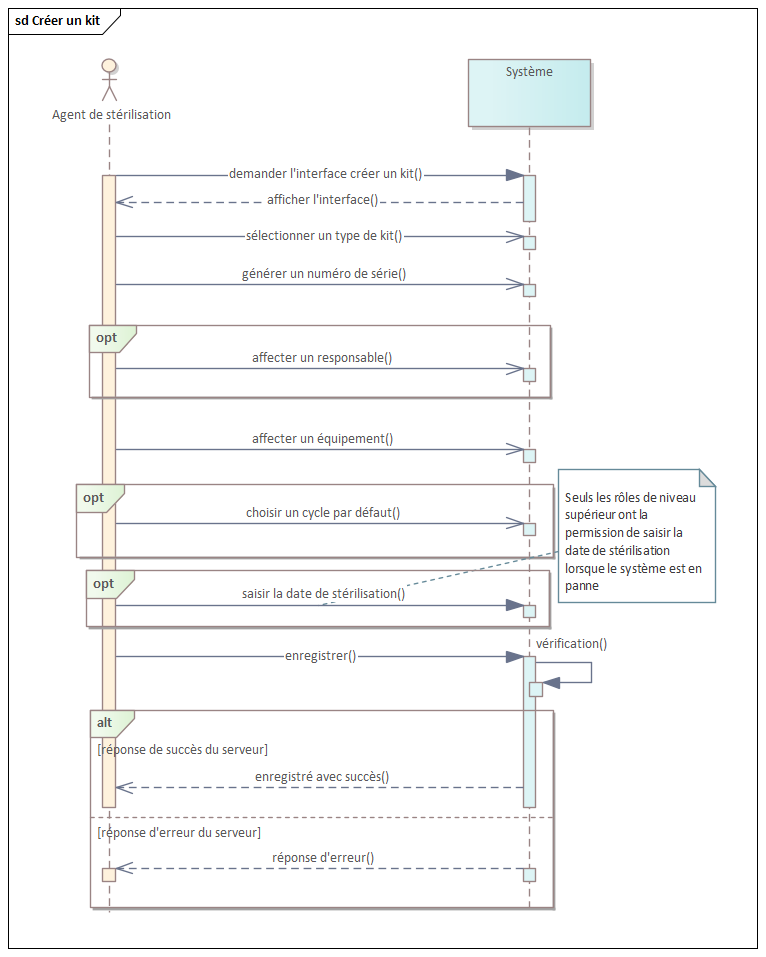 sd Créer un kit
Système
Agent de stérilisation
demander l'interface créer un kit()
afficher l'interface()
sélectionner un type de kit()
générer un numéro de série()
opt
affecter un responsable()
affecter un équipement()
opt
choisir un cycle par défaut()
Seuls les rôles de niveau
supérieur ont la
permission de saisir la
date de stérilisation
lorsque le système est en
panne
opt
saisir la date de stérilisation()
vérification()
enregistrer()
alt
[réponse de succès du serveur]
enregistré avec succès()
[réponse d'erreur du serveur]
réponse d'erreur()